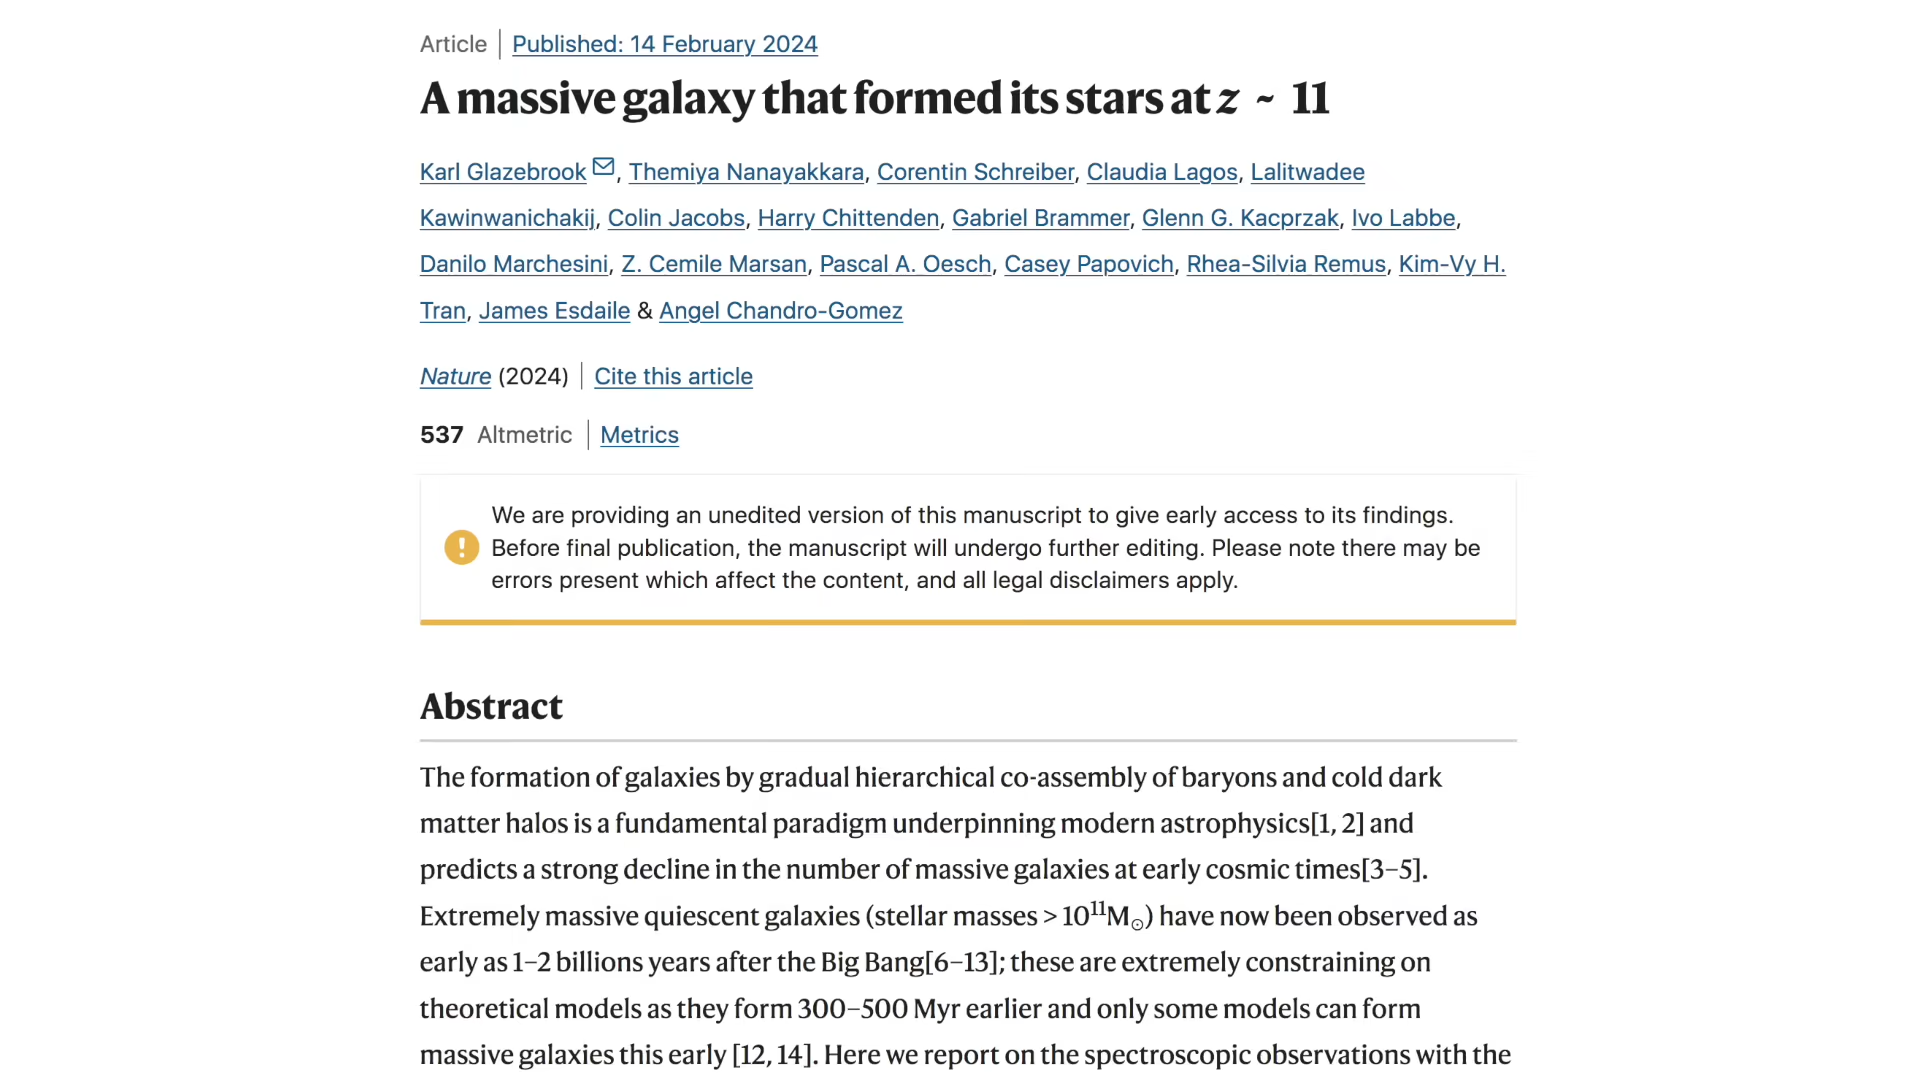 Article | Published: 14 February 2024
A massive galaxy that formed its stars at z ~ 11
Karl Glazebrook, Themiya Nanayakkara, Corentin Schreiber, Claudia Lagos, Lalitwadee
Kawinwanichakij, Colin Jacobs, Harry Chittenden, Gabriel Brammer, Glenn G. Kacprzak, Ivo Labbe,
Danilo Marchesini, Z. Cemile Marsan, Pascal A. Oesch, Casey Papovich, Rhea-Silvia Remus, Kim-Vy H.
Tran, James Esdaile & Angel Chandro-Gomez
Nature (2024) | Cite this article
537 Altmetric | Metrics
We are providing an unedited version of this manuscript to give early access to its findings.
Before final publication, the manuscript will undergo further editing. Please note there may be
errors present which affect the content, and all legal disclaimers apply.
Abstract
The formation of galaxies by gradual hierarchical co-assembly of baryons and cold dark
matter halos is a fundamental paradigm underpinning modern astrophysics[1, 2] and
predicts a strong decline in the number of massive galaxies at early cosmic times[3–5].
Extremely massive quiescent galaxies (stellar masses > 10¹¹M☉) have now been observed as
early as 1–2 billions years after the Big Bang[6–13]; these are extremely constraining on
theoretical models as they form 300–500 Myr earlier and only some models can form
massive galaxies this early [12, 14]. Here we report on the spectroscopic observations with the